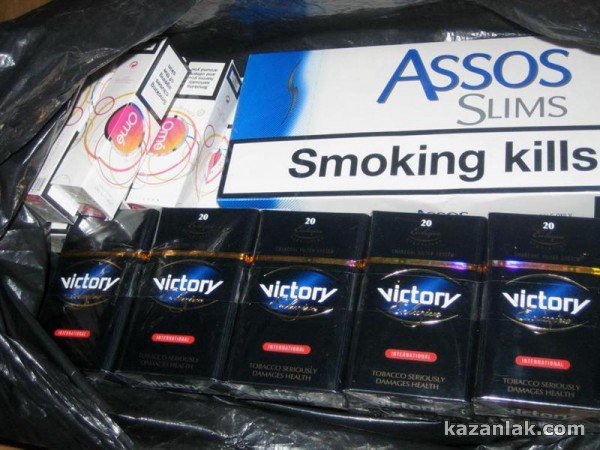 ASSOS
SLIMS
Smoking kills
ASSOS
Omé
Omé
20
victory
INTERNATIONAL
TOBACCO SERIOUSLY
DAMAGES HEALTH
20
victory
INTERNATIONAL
TOBACCO SERIOUSLY
DAMAGES HEALTH
20
victory
INTERNATIONAL
TOBACCO SERIOUSLY
DAMAGES HEALTH
20
victory
INTERNATIONAL
TOBACCO SERIOUSLY
DAMAGES HEALTH
victory
INTERNATIONAL
kazanlak.com